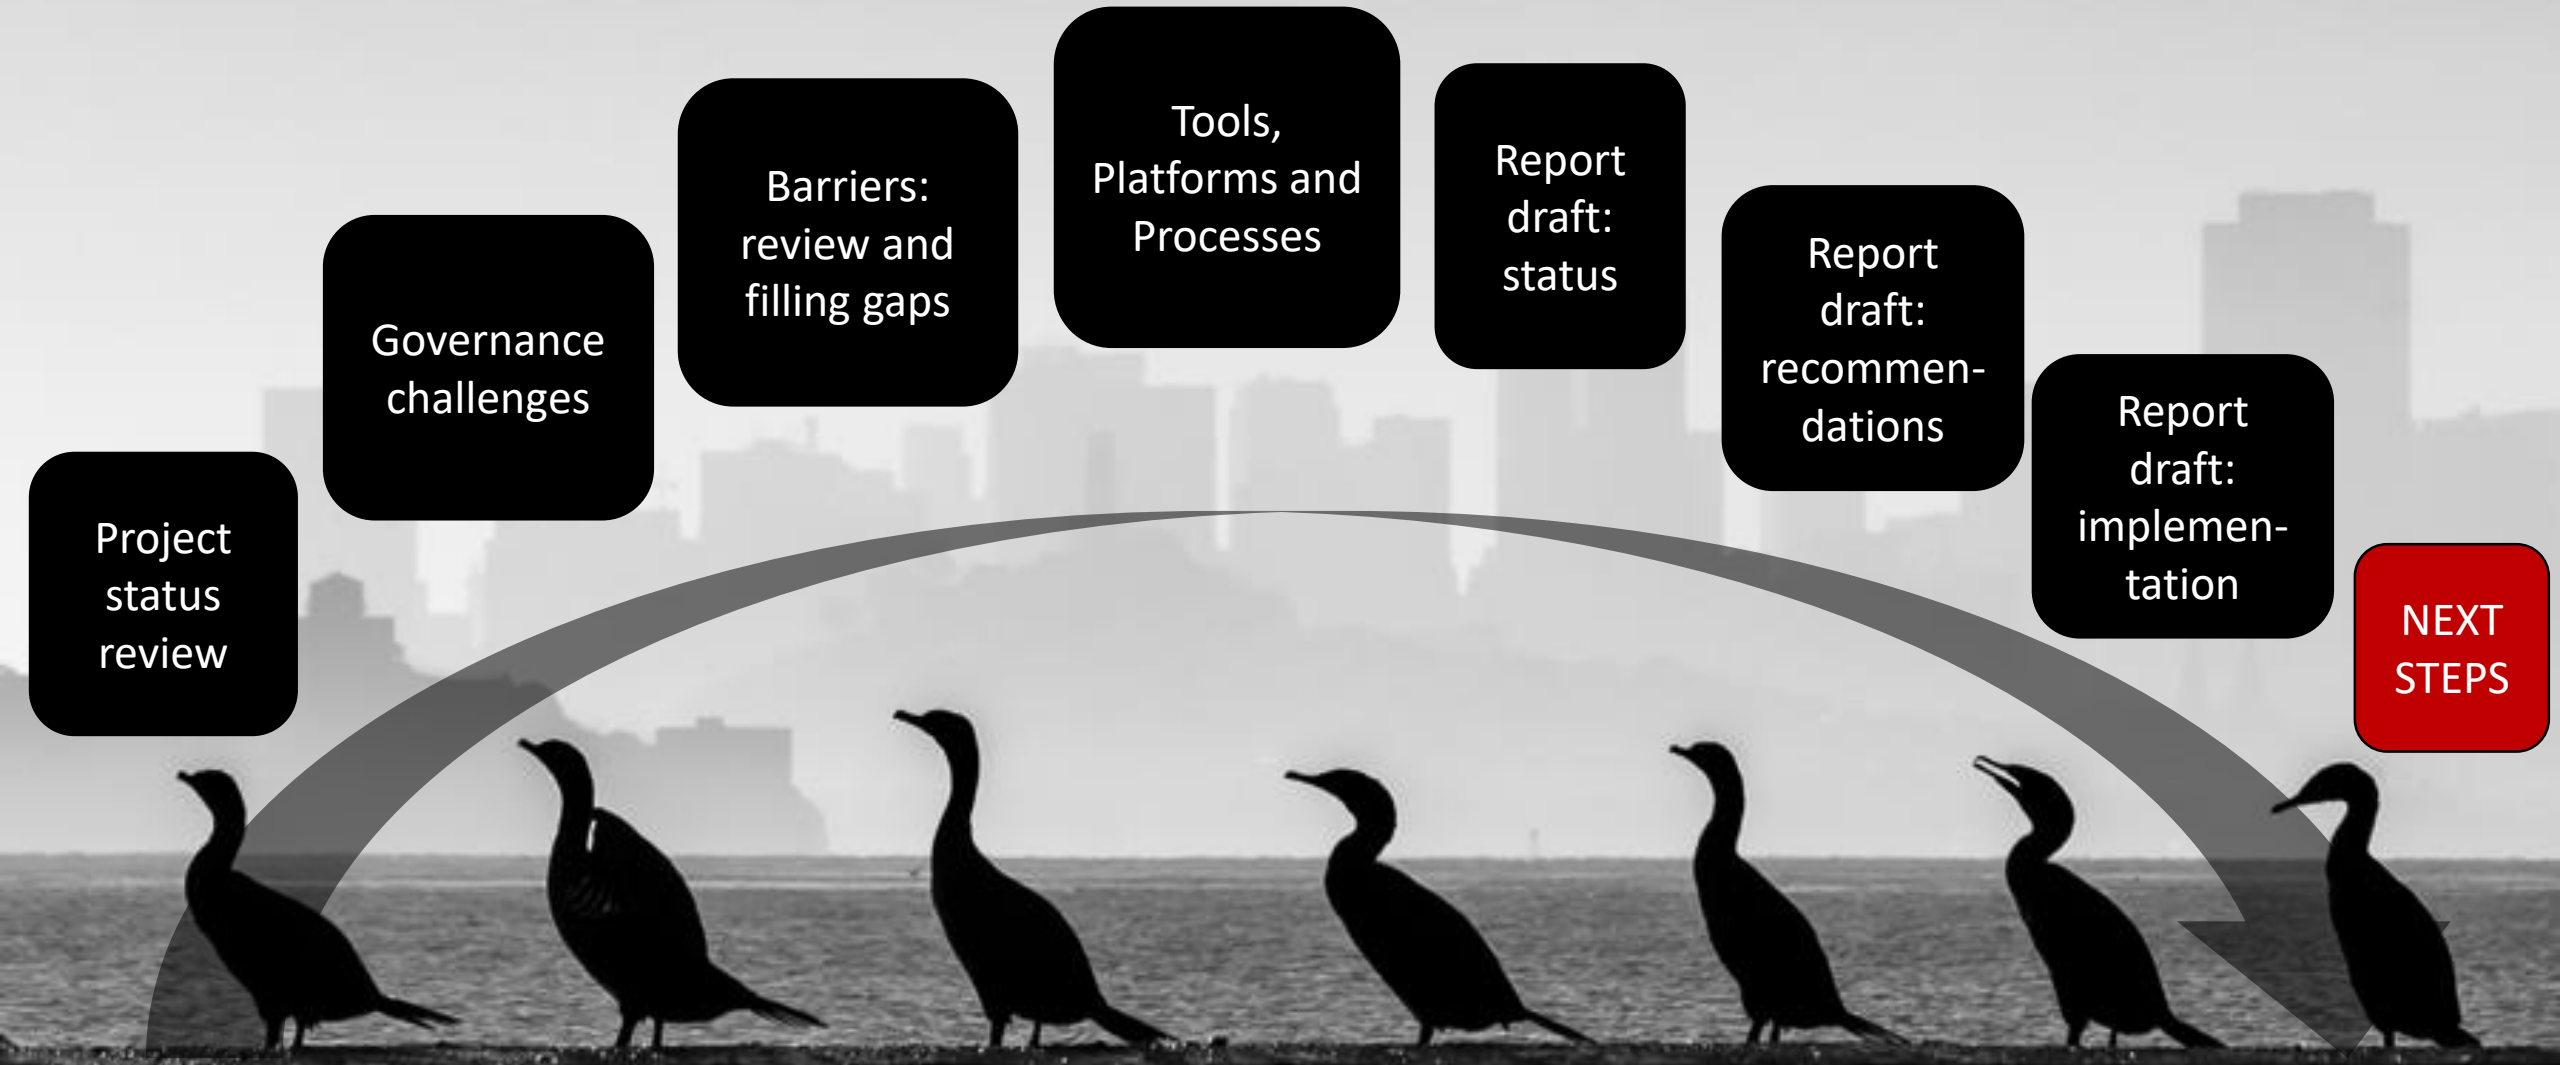 Project
status
review
Governance
challenges
Barriers:
review and
filling gaps
Tools,
Platforms and
Processes
Report
draft:
status
Report
draft:
recommen-
dations
Report
draft:
implemen-
tation
NEXT
STEPS